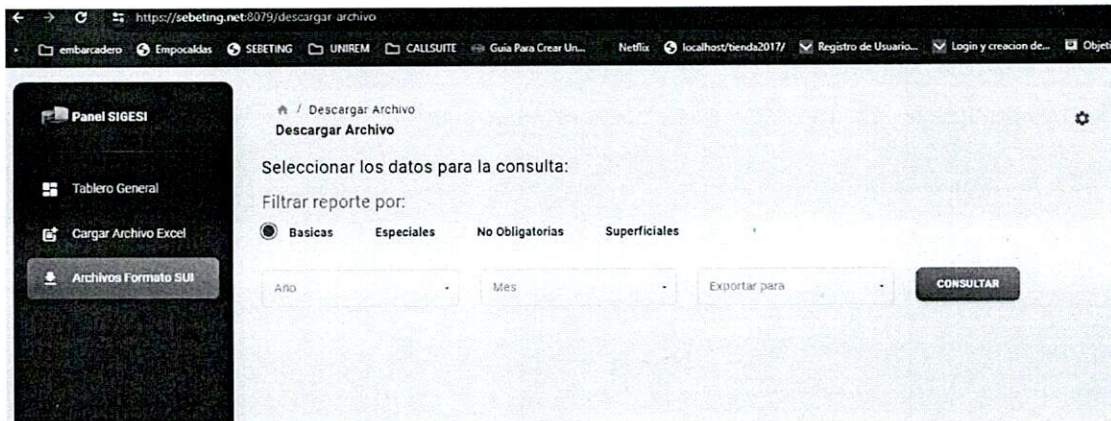 https://sebeting.net:8079/descargar-archivo
embarcadero Empocaldas SEBETING UNIREM CALLSUITE Guia Para Crear Un... Netflix localhost/tienda2017/ Registro de Usuario... Login y creacion de... Objeti
Panel SIGESI
Tablero General
Cargar Archivo Excel
Archivos Formato SUI
/ Descargar Archivo
Descargar Archivo
Seleccionar los datos para la consulta:
Filtrar reporte por:
Basicas Especiales No Obligatorias Superficiales
Año Mes Exportar para CONSULTAR